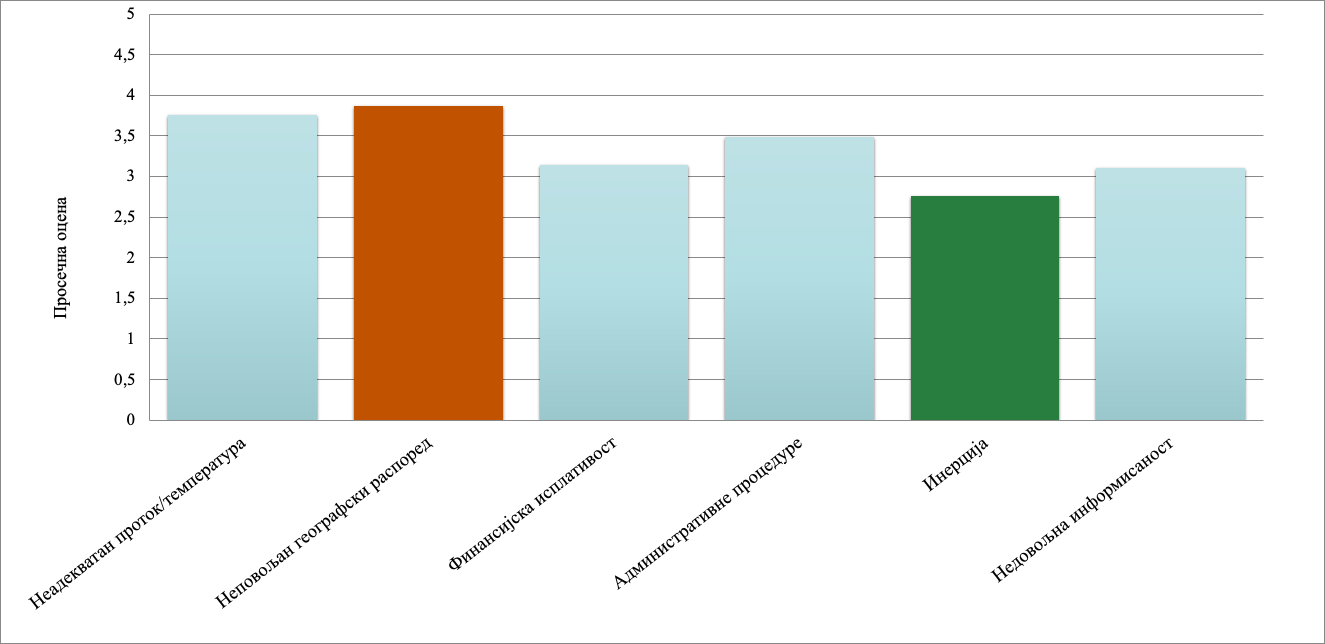 5
4,5
4
3,5
3
2,5
2
1,5
1
0,5
0
Просечна оцена
Неадекватан проток/температура
Неповољан географски распоред
Финансијска исплативост
Административне процедуре
Инерција
Недовољна информисаност